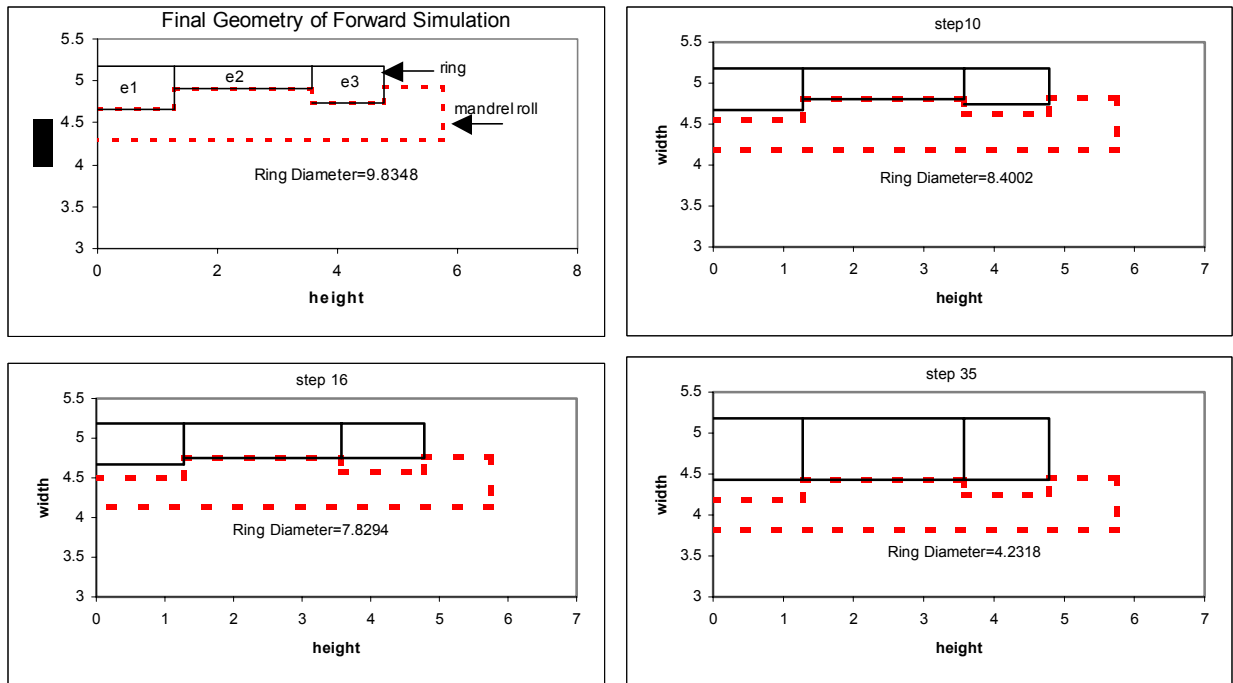 Final Geometry of Forward Simulation
5.5
5
4.5
4
3.5
3
e1
e2
e3
ring
mandrel roll
Ring Diameter=9.8348
0 2 4 6 8
height
step10
5.5
5
4.5
4
3.5
3
width
Ring Diameter=8.4002
0 1 2 3 4 5 6 7
height
step 16
5.5
5
4.5
4
3.5
3
width
Ring Diameter=7.8294
0 1 2 3 4 5 6 7
height
step 35
5.5
5
4.5
4
3.5
3
width
Ring Diameter=4.2318
0 1 2 3 4 5 6 7
height